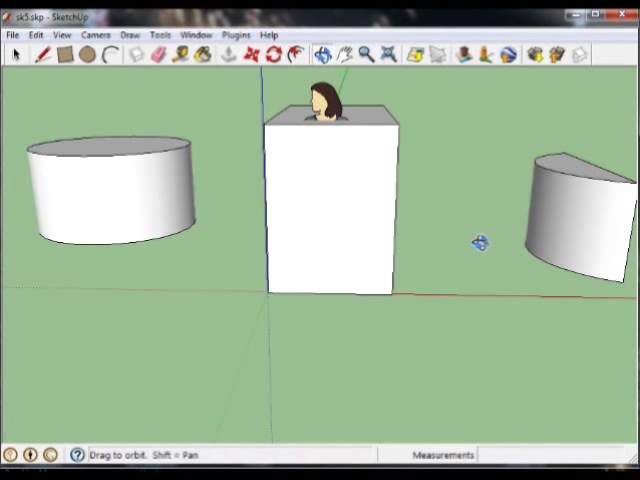 sk5.skp - SketchUp
File Edit View Camera Draw Tools Window Plugins Help
Drag to orbit. Shift = Pan
Measurements